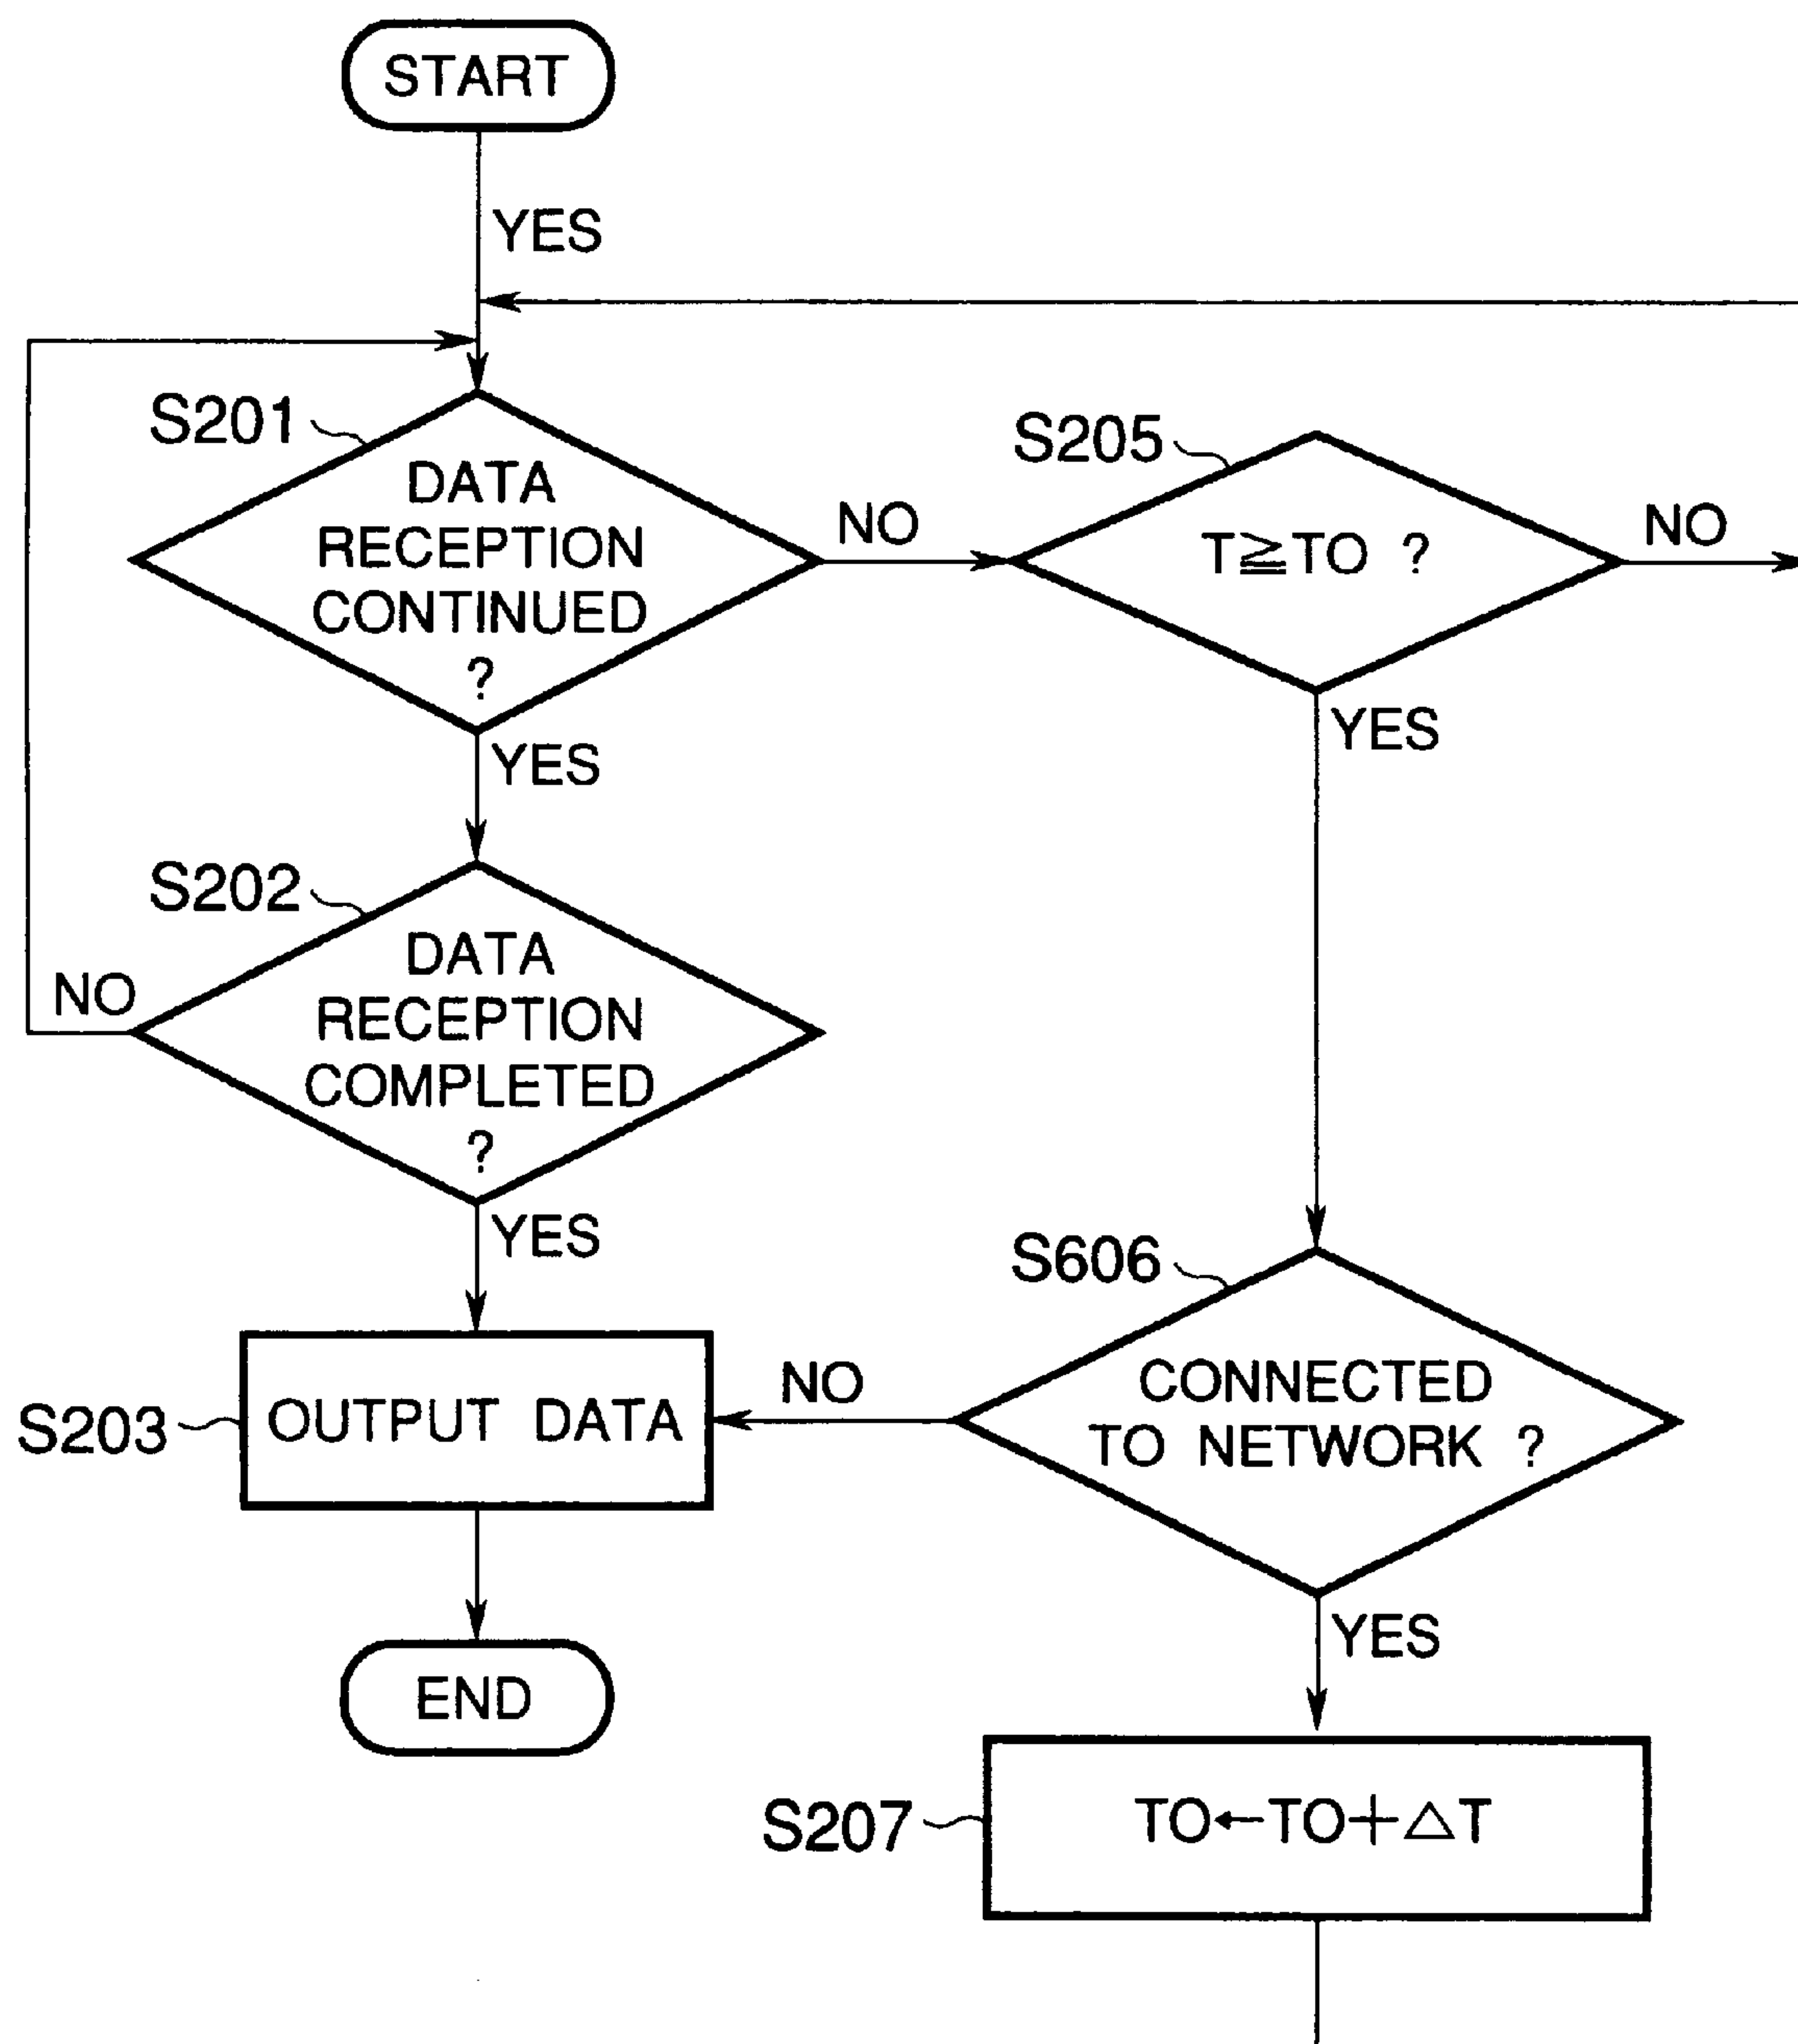 START
YES
S201
DATA
RECEPTION
CONTINUED
?
NO
S205
T≧TO ?
NO
YES
YES
S202
DATA
RECEPTION
COMPLETED
?
NO
YES
S606
CONNECTED
TO NETWORK ?
NO
S203
OUTPUT DATA
YES
END
S207
TO←TO+△T